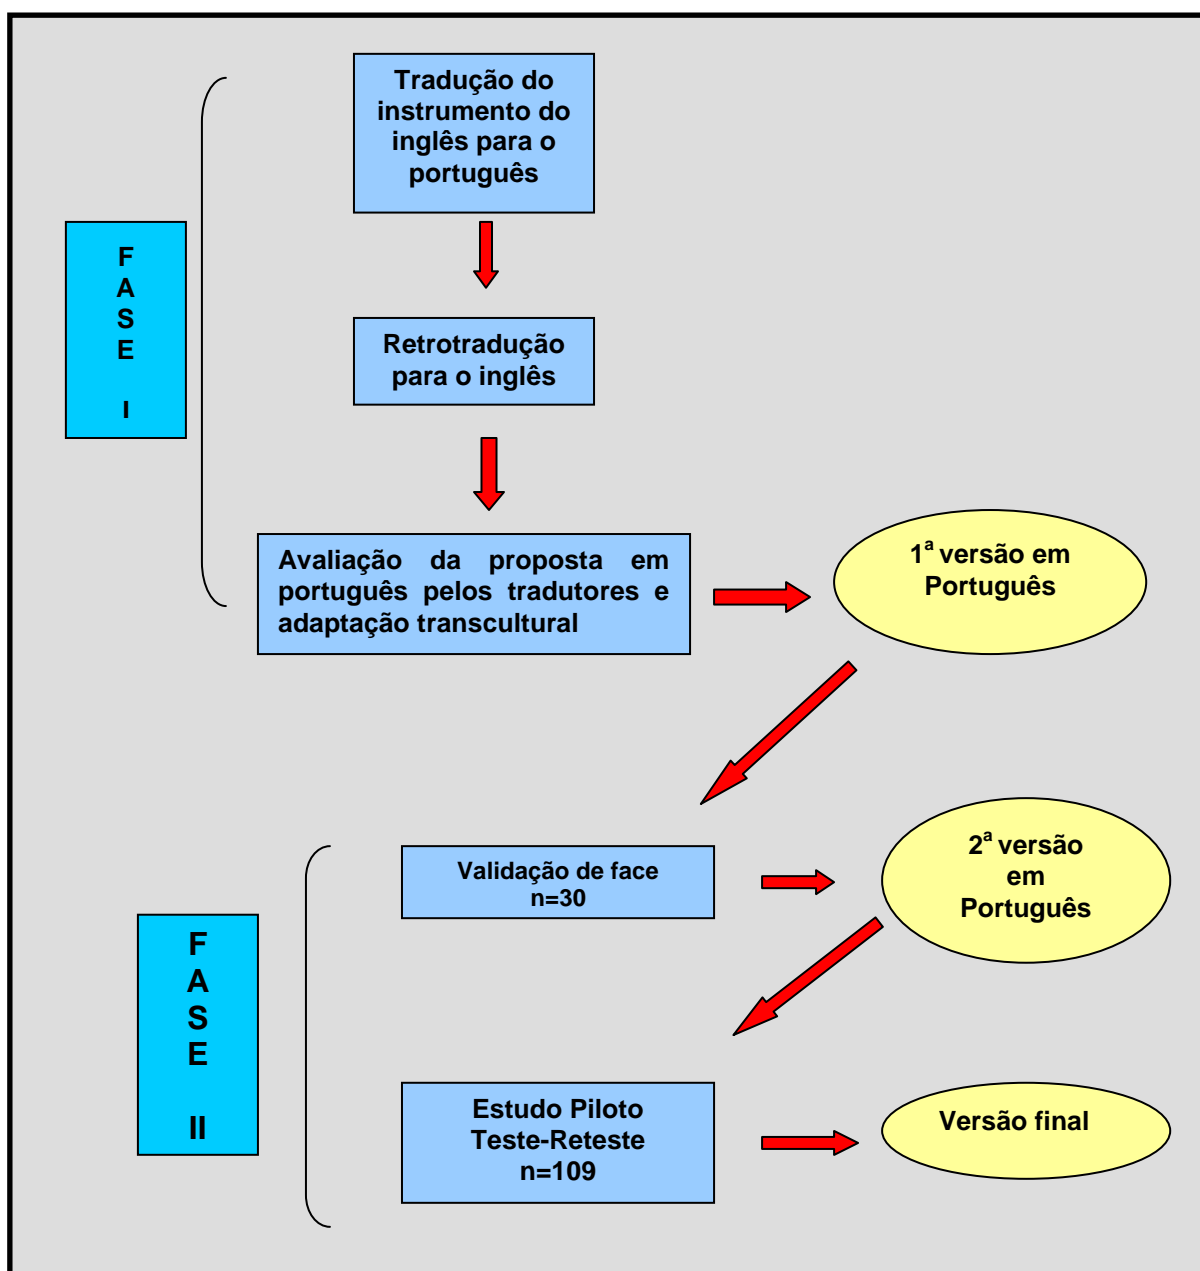 Tradução do
instrumento do
inglês para o
português
F
A
S
E
I
Retrotradução
para o inglês
Avaliação da proposta em
português pelos tradutores e
adaptação transcultural
1ª versão em
Português
Validação de face
n=30
2ª versão
em
Português
F
A
S
E
II
Estudo Piloto
Teste-Reteste
n=109
Versão final